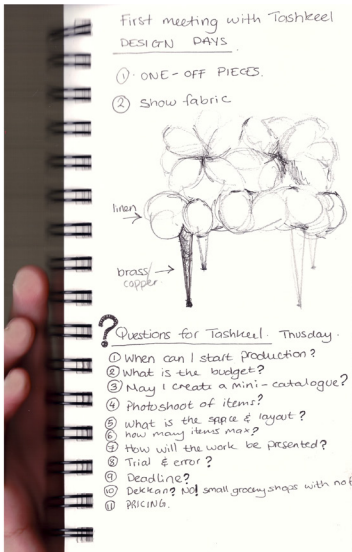 First meeting with Tashkeel
DESIGN DAYS.
① ONE-OFF PIECES.
② Show fabric
linen
brass/
copper
? Questions for Tashkeel. Thursday.
① When can I start production?
② What is the budget?
③ May I create a mini-catalogue?
④ Photoshoot of items?
⑤ What is the space & layout?
⑥ how many items max?
⑦ How will the work be presented?
⑧ Trial & error?
⑨ Deadline?
⑩ Dekkan? No! small grocery shops with
⑪ PRICING.